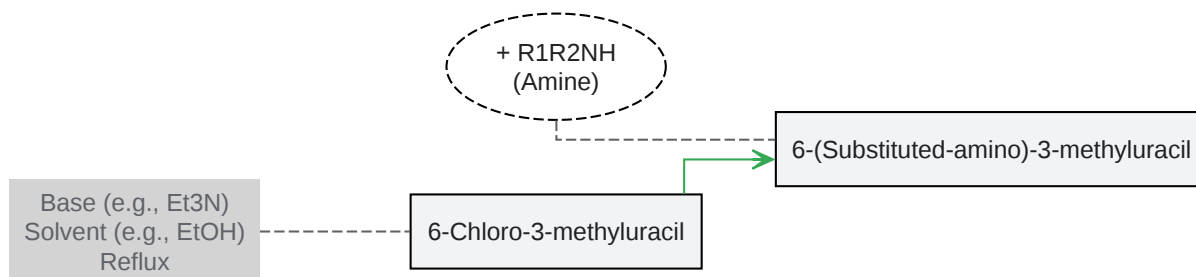 + R1R2NH
(Amine)
6-(Substituted-amino)-3-methyluracil
Base (e.g., Et3N)
Solvent (e.g., EtOH)
Reflux
6-Chloro-3-methyluracil